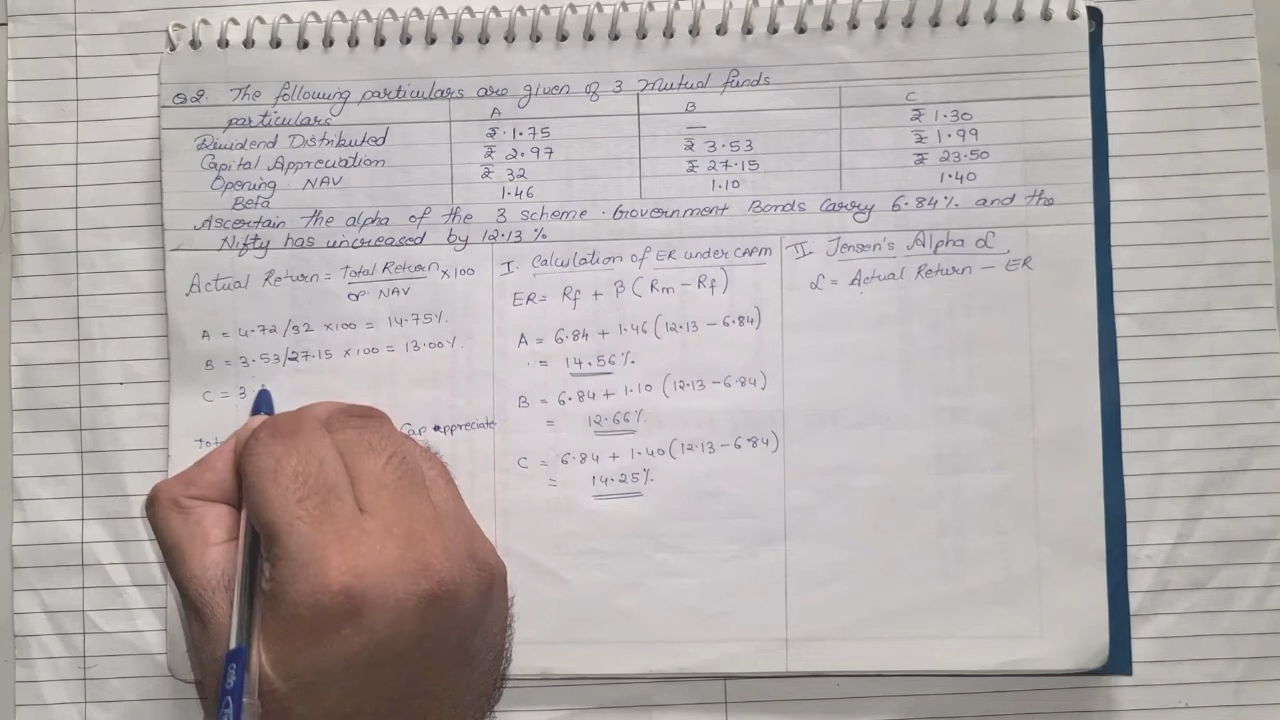 Q2. The following particulars are given of 3 Mutual funds
particulars A B C
Dividend Distributed ₹ 1.75 — ₹ 1.30
Capital Appreciation ₹ 2.97 ₹ 3.53 ₹ 1.99
Opening NAV ₹ 32 ₹ 27.15 ₹ 23.50
Beta 1.46 1.10 1.40
Ascertain the alpha of the 3 scheme. Government Bonds carry 6.84% and the
Nifty has increased by 12.13%
Actual Return = Total Return / op. NAV × 100
A = 4.72/32 ×100 = 14.75%.
B = 3.53/27.15 ×100 = 13.00%.
C = 3.
Tot
Cap appreciate
I. Calculation of ER under CAPM
ER = Rf + β (Rm – Rf)
A = 6.84 + 1.46 (12.13 – 6.84)
= 14.56%.
B = 6.84 + 1.10 (12.13 – 6.84)
= 12.66%
C = 6.84 + 1.40 (12.13 – 6.84)
= 14.25%.
II. Jensen's Alpha α
α = Actual Return – ER
cello